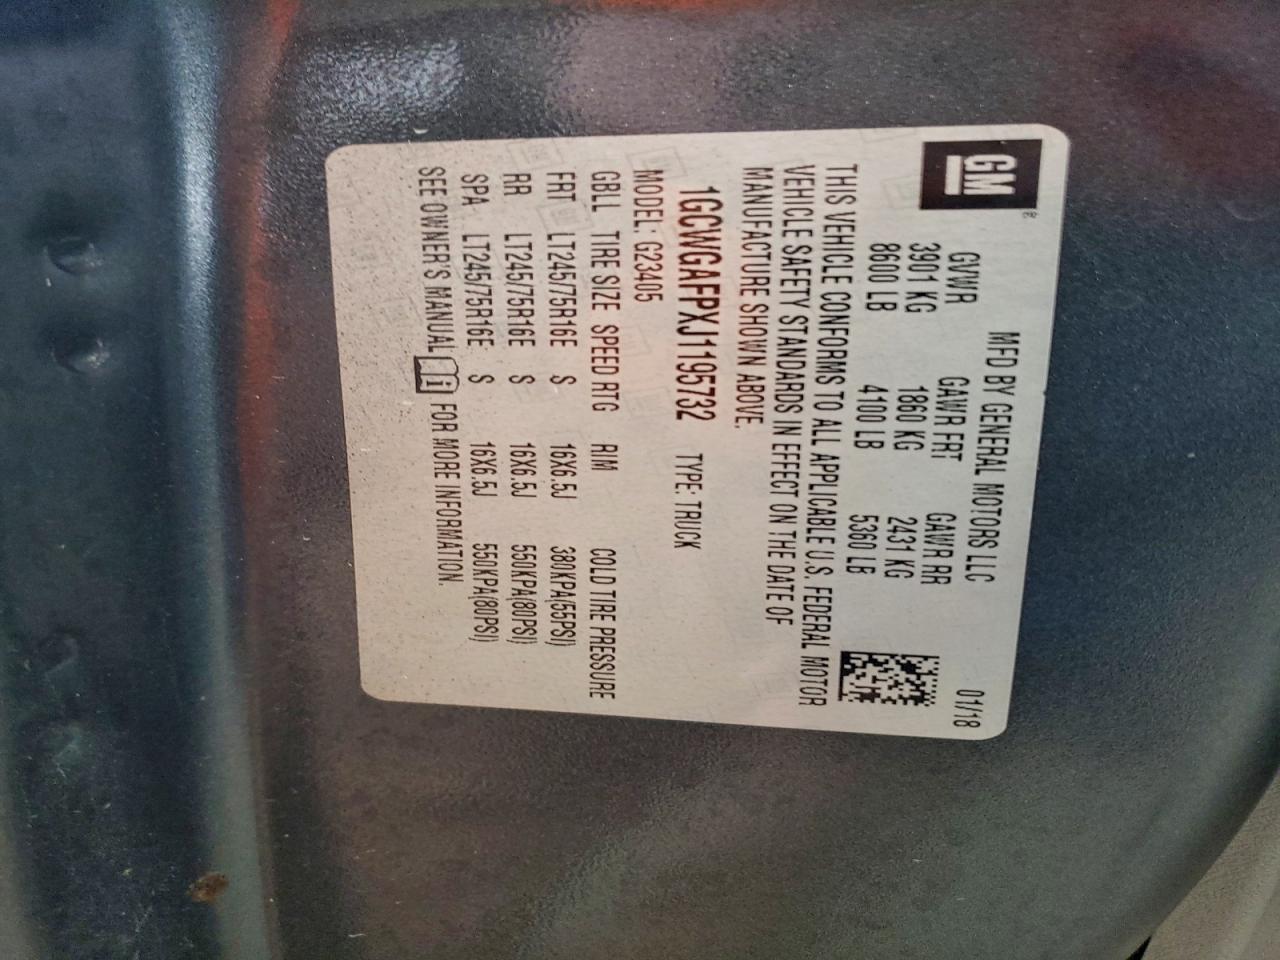 GM
®
MFD BY GENERAL MOTORS LLC 01/18
GVWR GAWR FRT GAWR RR
3901 KG 1860 KG 2431 KG
8600 LB 4100 LB 5360 LB
THIS VEHICLE CONFORMS TO ALL APPLICABLE U.S. FEDERAL MOTOR
VEHICLE SAFETY STANDARDS IN EFFECT ON THE DATE OF
MANUFACTURE SHOWN ABOVE.
1GCWGAFPXJ1195732 TYPE: TRUCK
MODEL: G23405
GBLL TIRE SIZE SPEED RTG RIM COLD TIRE PRESSURE
FRT LT245/75R16E S 16X6.5J 380KPA(55PSI)
RR LT245/75R16E S 16X6.5J 550KPA(80PSI)
SPA LT245/75R16E S 16X6.5J 550KPA(80PSI)
SEE OWNER'S MANUAL i FOR MORE INFORMATION.